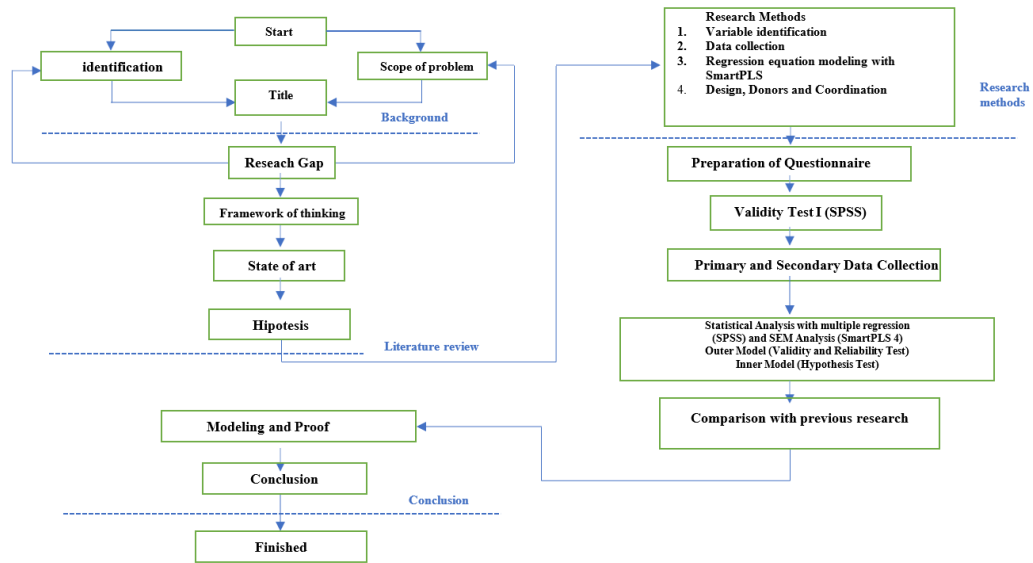 Start
identification
Scope of problem
Title
Background
Reseach Gap
Framework of thinking
State of art
Hipotesis
Literature review
Research Methods
1. Variable identification
2. Data collection
3. Regression equation modeling with
SmartPLS
4. Design, Donors and Coordination
Research
methods
Preparation of Questionnaire
Validity Test I (SPSS)
Primary and Secondary Data Collection
Statistical Analysis with multiple regression
(SPSS) and SEM Analysis (SmartPLS 4)
Outer Model (Validity and Reliability Test)
Inner Model (Hypothesis Test)
Comparison with previous research
Modeling and Proof
Conclusion
Conclusion
Finished